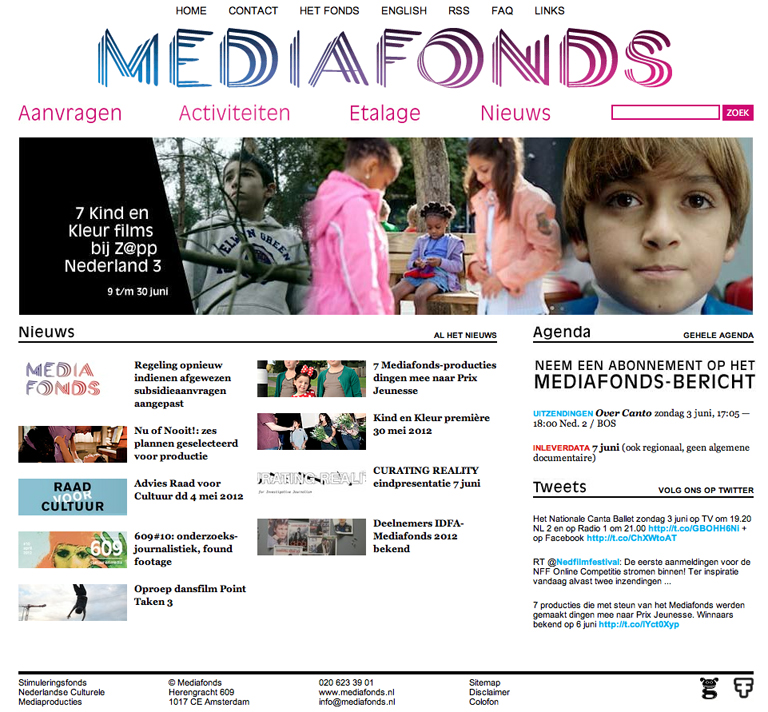 HOME CONTACT HET FONDS ENGLISH RSS FAQ LINKS
MEDIAFONDS
Aanvragen Activiteiten Etalage Nieuws ZOEK
7 Kind en
Kleur films
bij Z@pp
Nederland 3
9 t/m 30 juni
Nieuws AL HET NIEUWS
MEDIA
FONDS
Regeling opnieuw
indienen afgewezen
subsidieaanvragen
aangepast
Nu of Nooit!: zes
plannen geselecteerd
voor productie
RAAD
VOOR
CULTUUR
Advies Raad voor
Cultuur dd 4 mei 2012
609
609#10: onderzoeks-
journalistiek, found
footage
Oproep dansfilm Point
Taken 3
7 Mediafonds-producties
dingen mee naar Prix
Jeunesse
Kind en Kleur première
30 mei 2012
CURATING REALITY
eindpresentatie 7 juni
Deelnemers IDFA-
Mediafonds 2012
bekend
Agenda GEHELE AGENDA
NEEM EEN ABONNEMENT OP HET
MEDIAFONDS-BERICHT
UITZENDINGEN Over Canto zondag 3 juni, 17:05 —
18:00 Ned. 2 / BOS
INLEVERDATA 7 juni (ook regionaal, geen algemene
documentaire)
Tweets VOLG ONS OP TWITTER
Het Nationale Canta Ballet zondag 3 juni op TV om 19.20
NL 2 en op Radio 1 om 21.00 http://t.co/GBOHH6Ni +
op Facebook http://t.co/ChXWtoAT
RT @Nedfilmfestival: De eerste aanmeldingen voor de
NFF Online Competitie stromen binnen! Ter inspiratie
vandaag alvast twee inzendingen ...
7 producties die met steun van het Mediafonds werden
gemaakt dingen mee naar Prix Jeunesse. Winnaars
bekend op 6 juni http://t.co/lYct0Xyp
Stimuleringsfonds
Nederlandse Culturele
Mediaproducties
© Mediafonds
Herengracht 609
1017 CE Amsterdam
020 623 39 01
www.mediafonds.nl
info@mediafonds.nl
Sitemap
Disclaimer
Colofon